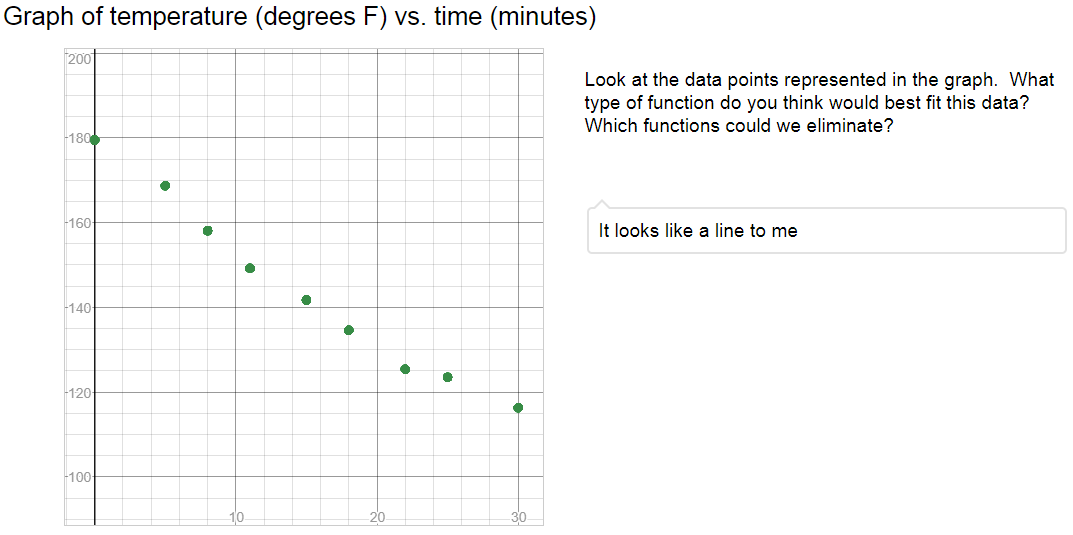 Graph of temperature (degrees F) vs. time (minutes)
200
180
160
140
120
100
10
20
30
Look at the data points represented in the graph. What
type of function do you think would best fit this data?
Which functions could we eliminate?
It looks like a line to me